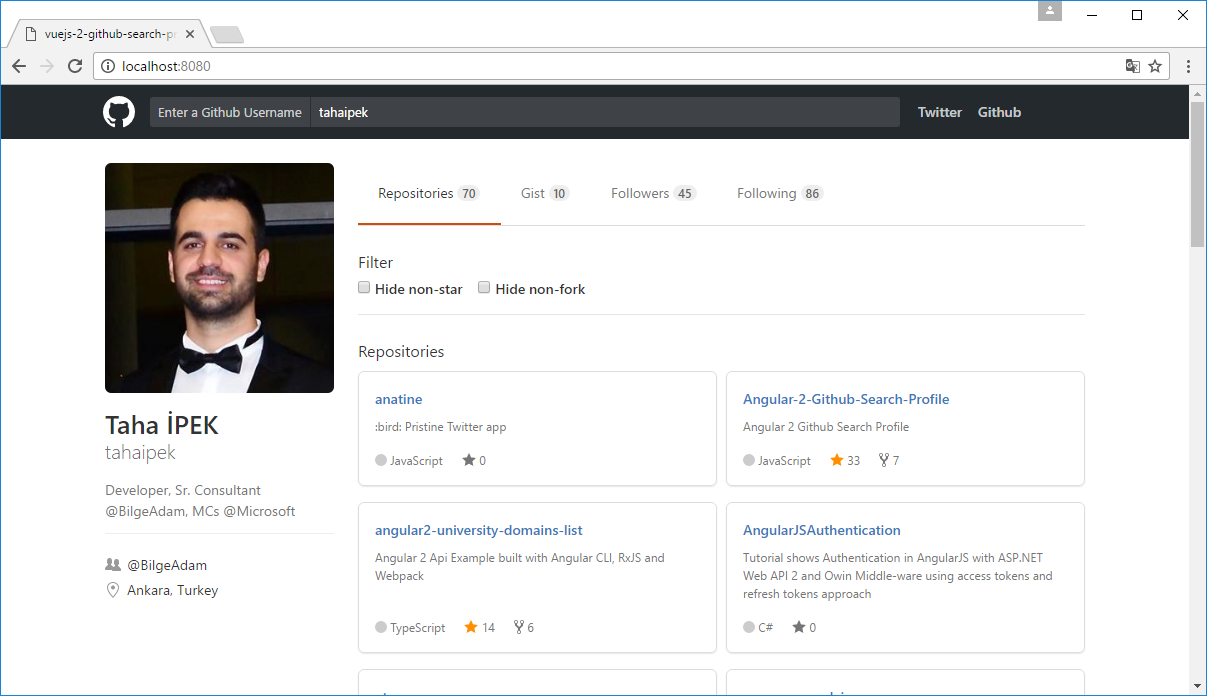 vuejs-2-github-search-pr
localhost:8080
Enter a Github Username
tahaipek
Twitter
Github
Repositories 70
Gist 10
Followers 45
Following 86
Filter
Hide non-star
Hide non-fork
Repositories
anatine
:bird: Pristine Twitter app
JavaScript
0
Angular-2-Github-Search-Profile
Angular 2 Github Search Profile
JavaScript
33
7
angular2-university-domains-list
Angular 2 Api Example built with Angular CLI, RxJS and
Webpack
TypeScript
14
6
AngularJSAuthentication
Tutorial shows Authentication in AngularJS with ASP.NET
Web API 2 and Owin Middle-ware using access tokens and
refresh tokens approach
C#
0
Taha İPEK
tahaipek
Developer, Sr. Consultant
@BilgeAdam, MCs @Microsoft
@BilgeAdam
Ankara, Turkey